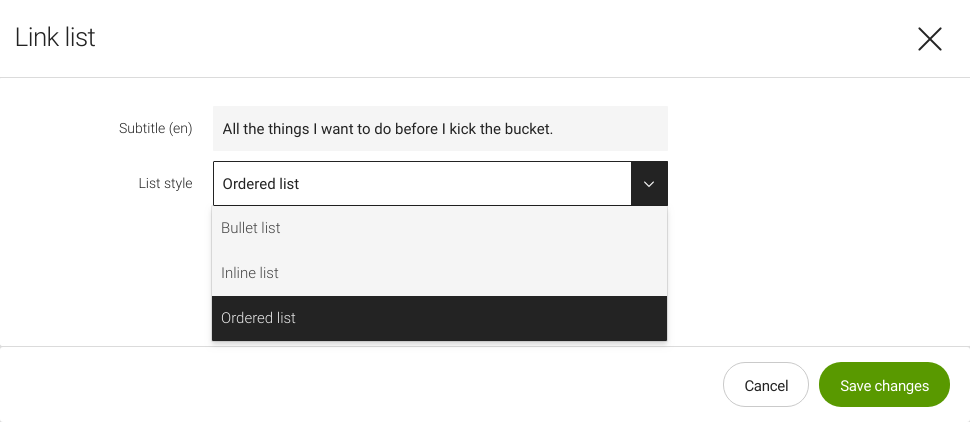 Link list
Subtitle (en)
All the things I want to do before I kick the bucket.
List style
Ordered list
Bullet list
Inline list
Ordered list
Cancel
Save changes